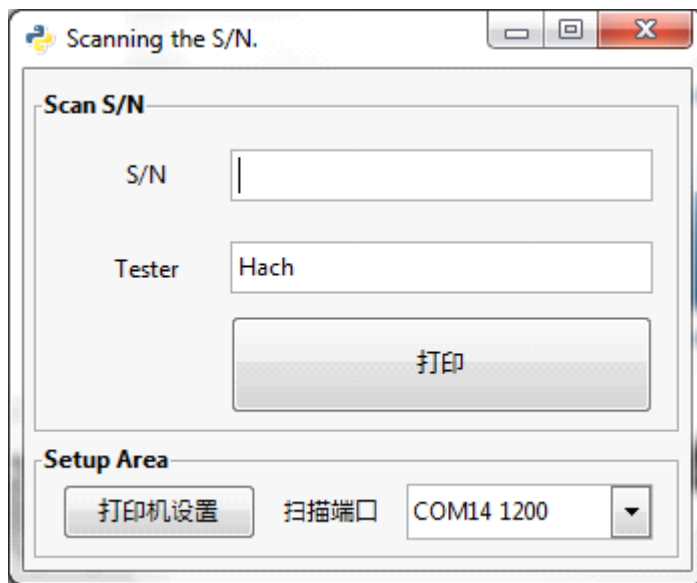 Scanning the S/N.
Scan S/N
S/N
Tester Hach
打印
Setup Area
打印机设置 扫描端口 COM14 1200